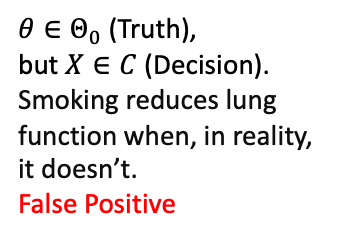 θ ∈ Θ₀ (Truth),
but X ∈ C (Decision).
Smoking reduces lung
function when, in reality,
it doesn’t.
False Positive